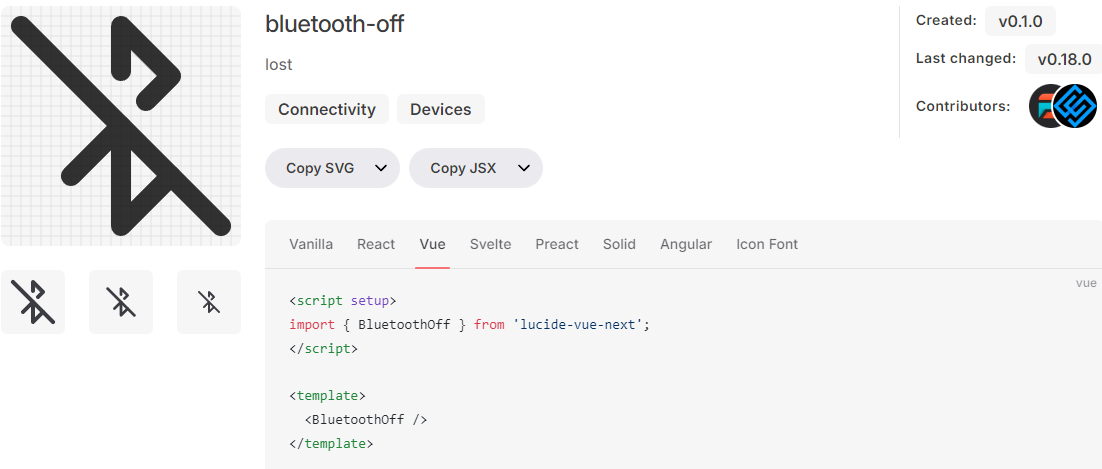 bluetooth-off
lost
Connectivity Devices
Copy SVG Copy JSX
Created: v0.1.0
Last changed: v0.18.0
Contributors:
Vanilla React Vue Svelte Preact Solid Angular Icon Font
vue
<script setup>
import { BluetoothOff } from 'lucide-vue-next';
</script>
<template>
  <BluetoothOff />
</template>